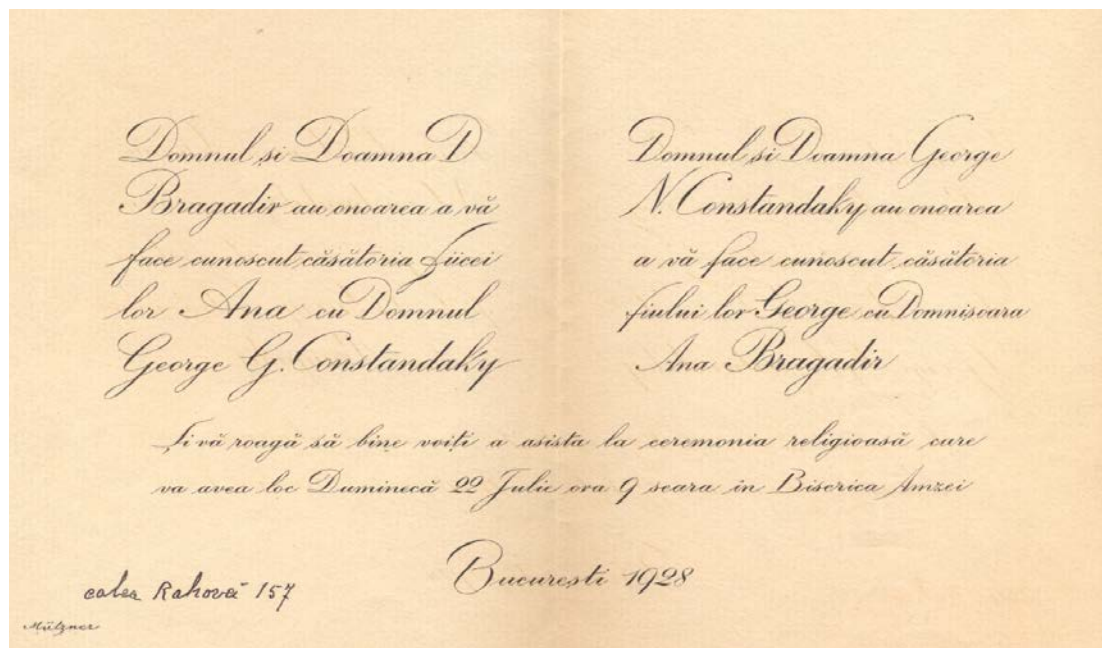 Domnul și Doamna D
Bragadir au onoarea a vă
face cunoscut căsătoria fiicei
lor Ana cu Domnul
George G. Constandaky
Domnul și Doamna George
N. Constandaky au onoarea
a vă face cunoscut căsătoria
fiului lor George cu Domnișoara
Ana Bragadir
Și vă roagă să bine voiți a asista la ceremonia religioasă care
va avea loc Duminecă 22 Julie ora 9 seara in Biserica Amzei
București 1928
calea Rahovă 157
Mützner